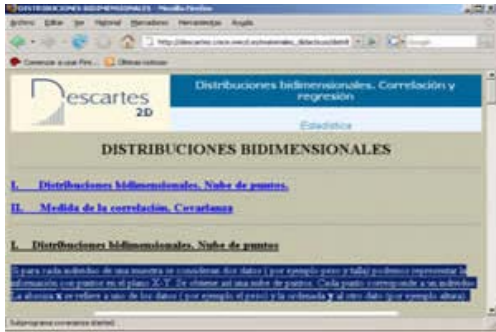 DISTRIBUCIONES BIDIMENSIONALES - Mozilla Firefox
Archivo Editar Ver Historial Marcadores Herramientas Ayuda
Comenzar a usar Fire... Últimas noticias
Descartes 2D
Distribuciones bidimensionales. Correlación y
regresión
Estadística
DISTRIBUCIONES BIDIMENSIONALES
I. Distribuciones bidimensionales. Nube de puntos.
II. Medida de la correlación. Covarianza
I. Distribuciones bidimensionales. Nube de puntos
Si para cada individuo de una muestra se consideran dos datos ( por ejemplo peso y talla) podemos representar la
información con puntos en el plano X-Y. Se obtiene así una nube de puntos. Cada punto corresponde a un individuo.
La abscisa x se refiere a uno de los datos ( por ejemplo el peso) y la ordenada y al otro dato (por ejemplo altura).
Subprograma covarianza started